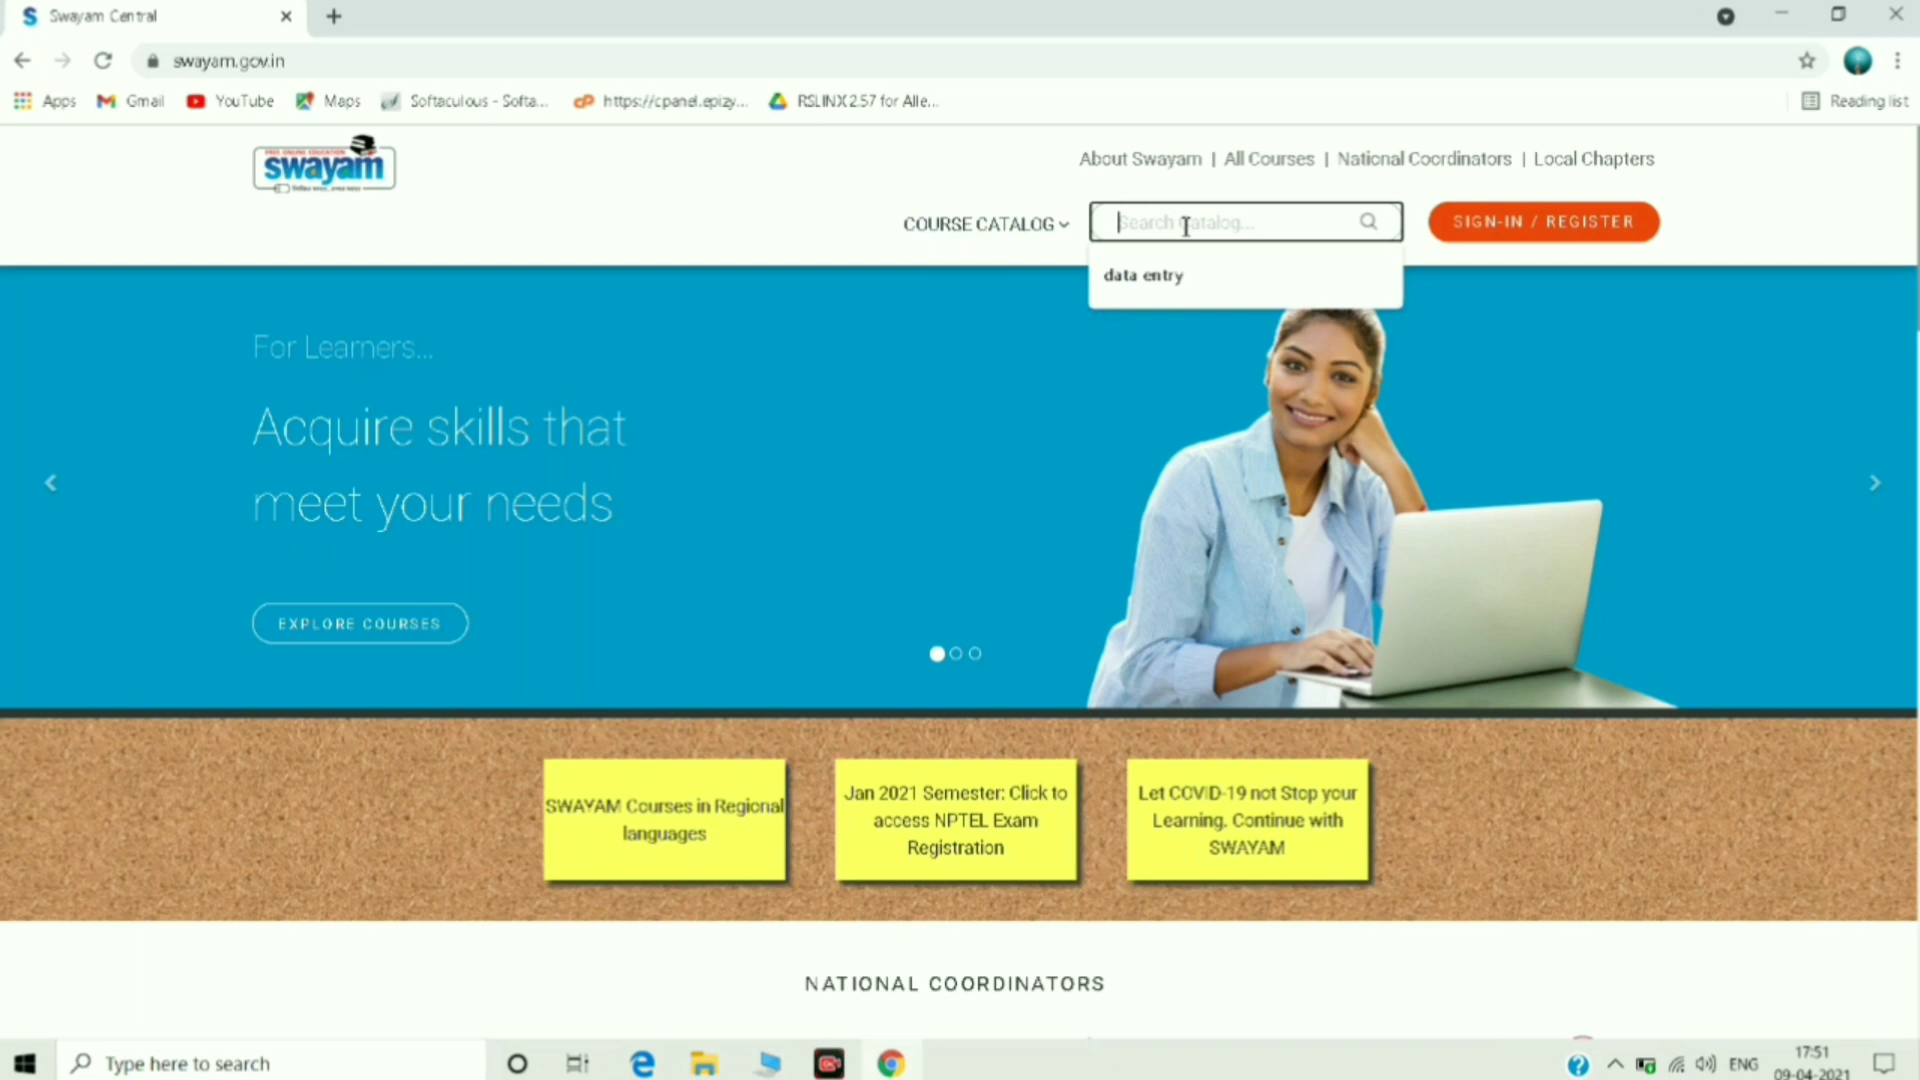 Swayam Central
swayam.gov.in
Apps Gmail YouTube Maps Softaculous - Softa... https://cpanel.epizy... RSLINX 2.57 for Alle... Reading list
FREE ONLINE EDUCATION
swayam
About Swayam | All Courses | National Coordinators | Local Chapters
COURSE CATALOG Search Catalog... SIGN-IN / REGISTER
data entry
For Learners...
Acquire skills that
meet your needs
EXPLORE COURSES
SWAYAM Courses in Regional
languages
Jan 2021 Semester: Click to
access NPTEL Exam
Registration
Let COVID-19 not Stop your
Learning. Continue with
SWAYAM
NATIONAL COORDINATORS
Type here to search
ENG
17:51
09-04-2021